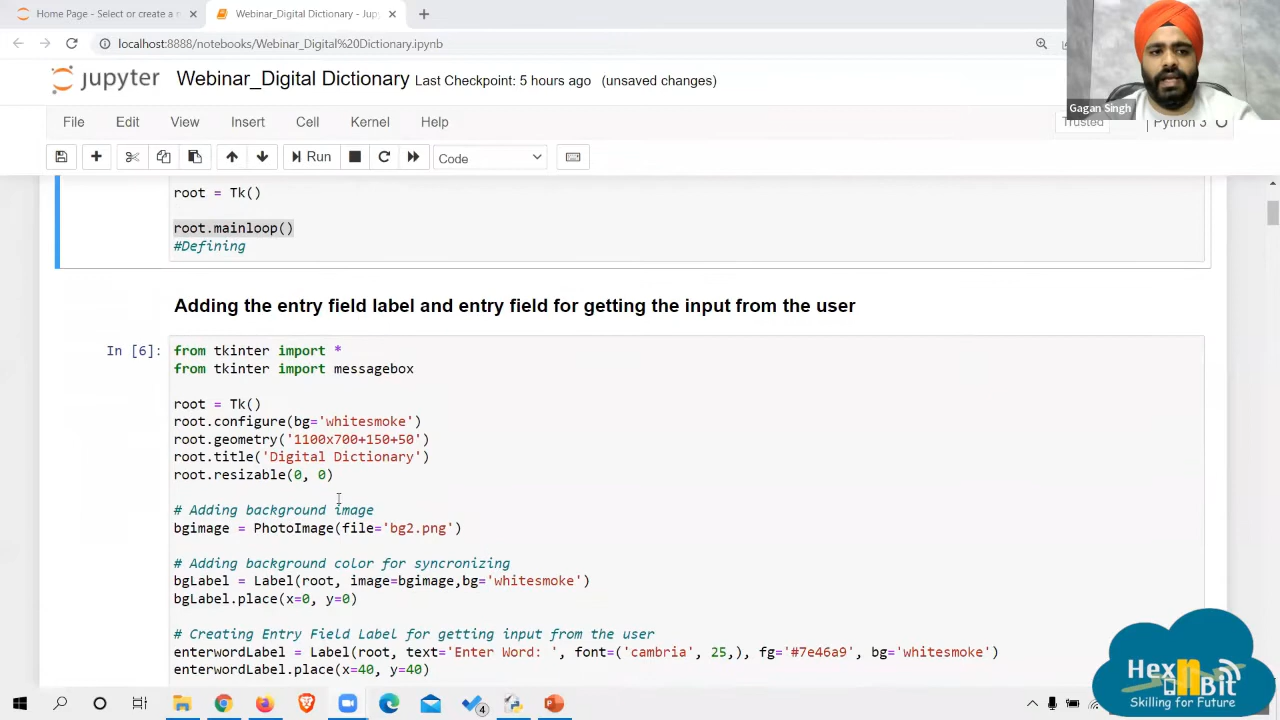 Home Page - Select or create a n
Webinar_Digital Dictionary - Jup
localhost:8888/notebooks/Webinar_Digital%20Dictionary.ipynb
jupyter Webinar_Digital Dictionary Last Checkpoint: 5 hours ago (unsaved changes)
Gagan Singh
File Edit View Insert Cell Kernel Help
Trusted Python 3
Run Code
root = Tk()
root.mainloop()
#Defining
Adding the entry field label and entry field for getting the input from the user
In [6]:
from tkinter import *
from tkinter import messagebox
root = Tk()
root.configure(bg='whitesmoke')
root.geometry('1100x700+150+50')
root.title('Digital Dictionary')
root.resizable(0, 0)
# Adding background image
bgimage = PhotoImage(file='bg2.png')
# Adding background color for syncronizing
bgLabel = Label(root, image=bgimage,bg='whitesmoke')
bgLabel.place(x=0, y=0)
# Creating Entry Field Label for getting input from the user
enterwordLabel = Label(root, text='Enter Word: ', font=('cambria', 25,), fg='#7e46a9', bg='whitesmoke')
enterwordLabel.place(x=40, y=40)
Hex n Bit
Skilling for Future
4